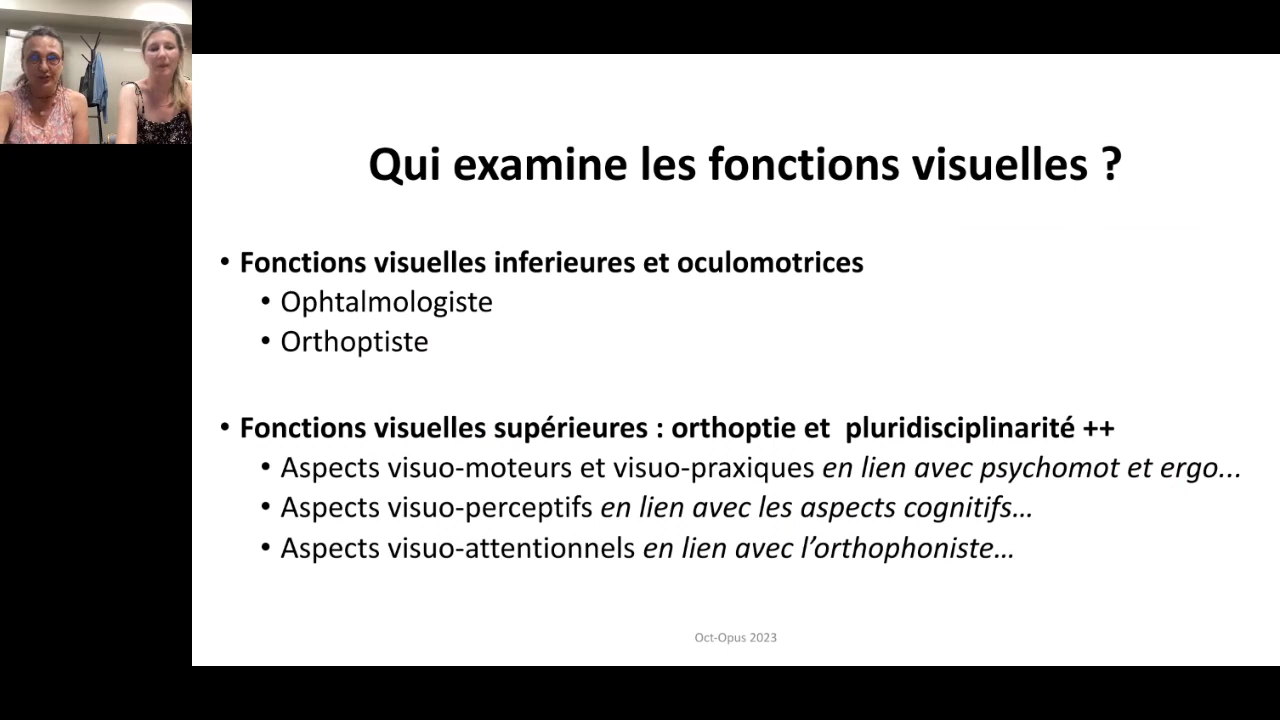 Qui examine les fonctions visuelles ?
• Fonctions visuelles inferieures et oculomotrices
• Ophtalmologiste
• Orthoptiste
• Fonctions visuelles supérieures : orthoptie et  pluridisciplinarité ++
• Aspects visuo-moteurs et visuo-praxiques en lien avec psychomot et ergo...
• Aspects visuo-perceptifs en lien avec les aspects cognitifs…
• Aspects visuo-attentionnels en lien avec l’orthophoniste…
Oct-Opus 2023